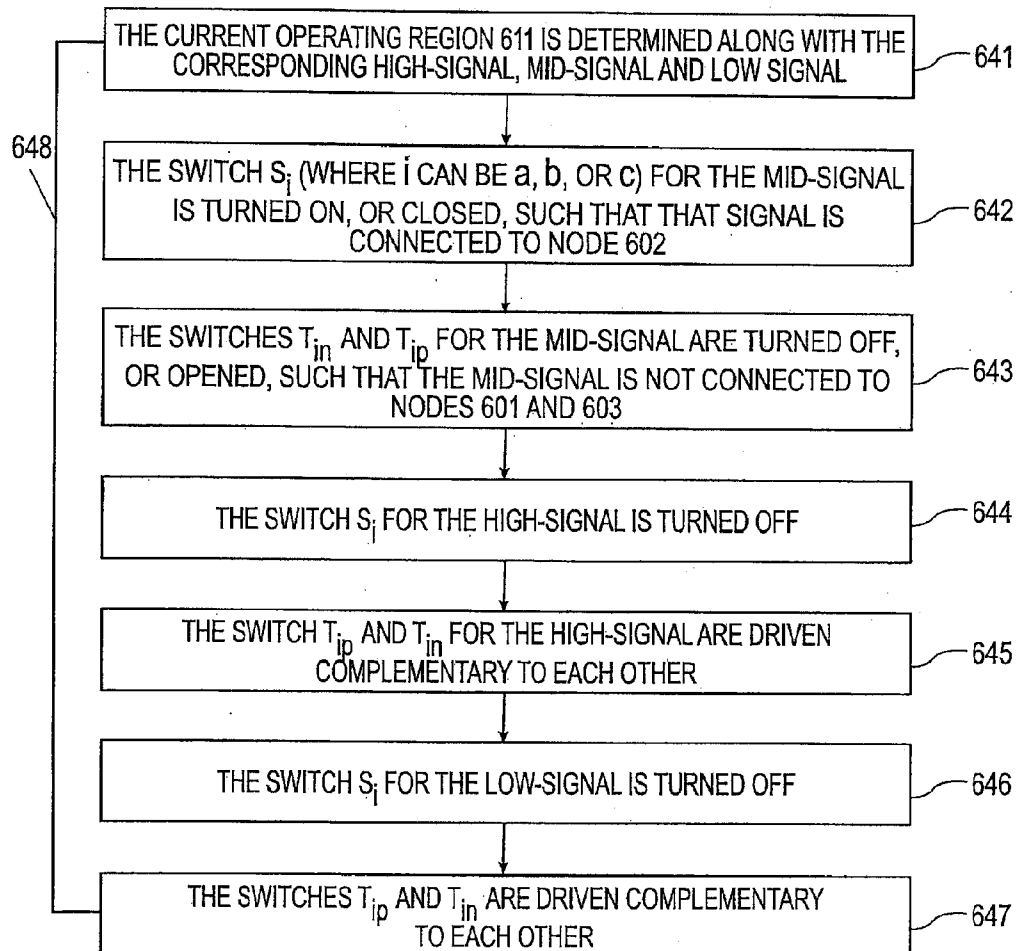 THE CURRENT OPERATING REGION 611 IS DETERMINED ALONG WITH THE
CORRESPONDING HIGH-SIGNAL, MID-SIGNAL AND LOW SIGNAL
641
648
THE SWITCH Si (WHERE i CAN BE a, b, OR c) FOR THE MID-SIGNAL
IS TURNED ON, OR CLOSED, SUCH THAT THAT SIGNAL IS
CONNECTED TO NODE 602
642
THE SWITCHES Tin AND Tip FOR THE MID-SIGNAL ARE TURNED OFF,
OR OPENED, SUCH THAT THE MID-SIGNAL IS NOT CONNECTED TO
NODES 601 AND 603
643
THE SWITCH Si FOR THE HIGH-SIGNAL IS TURNED OFF
644
THE SWITCH Tip AND Tin FOR THE HIGH-SIGNAL ARE DRIVEN
COMPLEMENTARY TO EACH OTHER
645
THE SWITCH Si FOR THE LOW-SIGNAL IS TURNED OFF
646
THE SWITCHES Tip AND Tin ARE DRIVEN COMPLEMENTARY
TO EACH OTHER
647